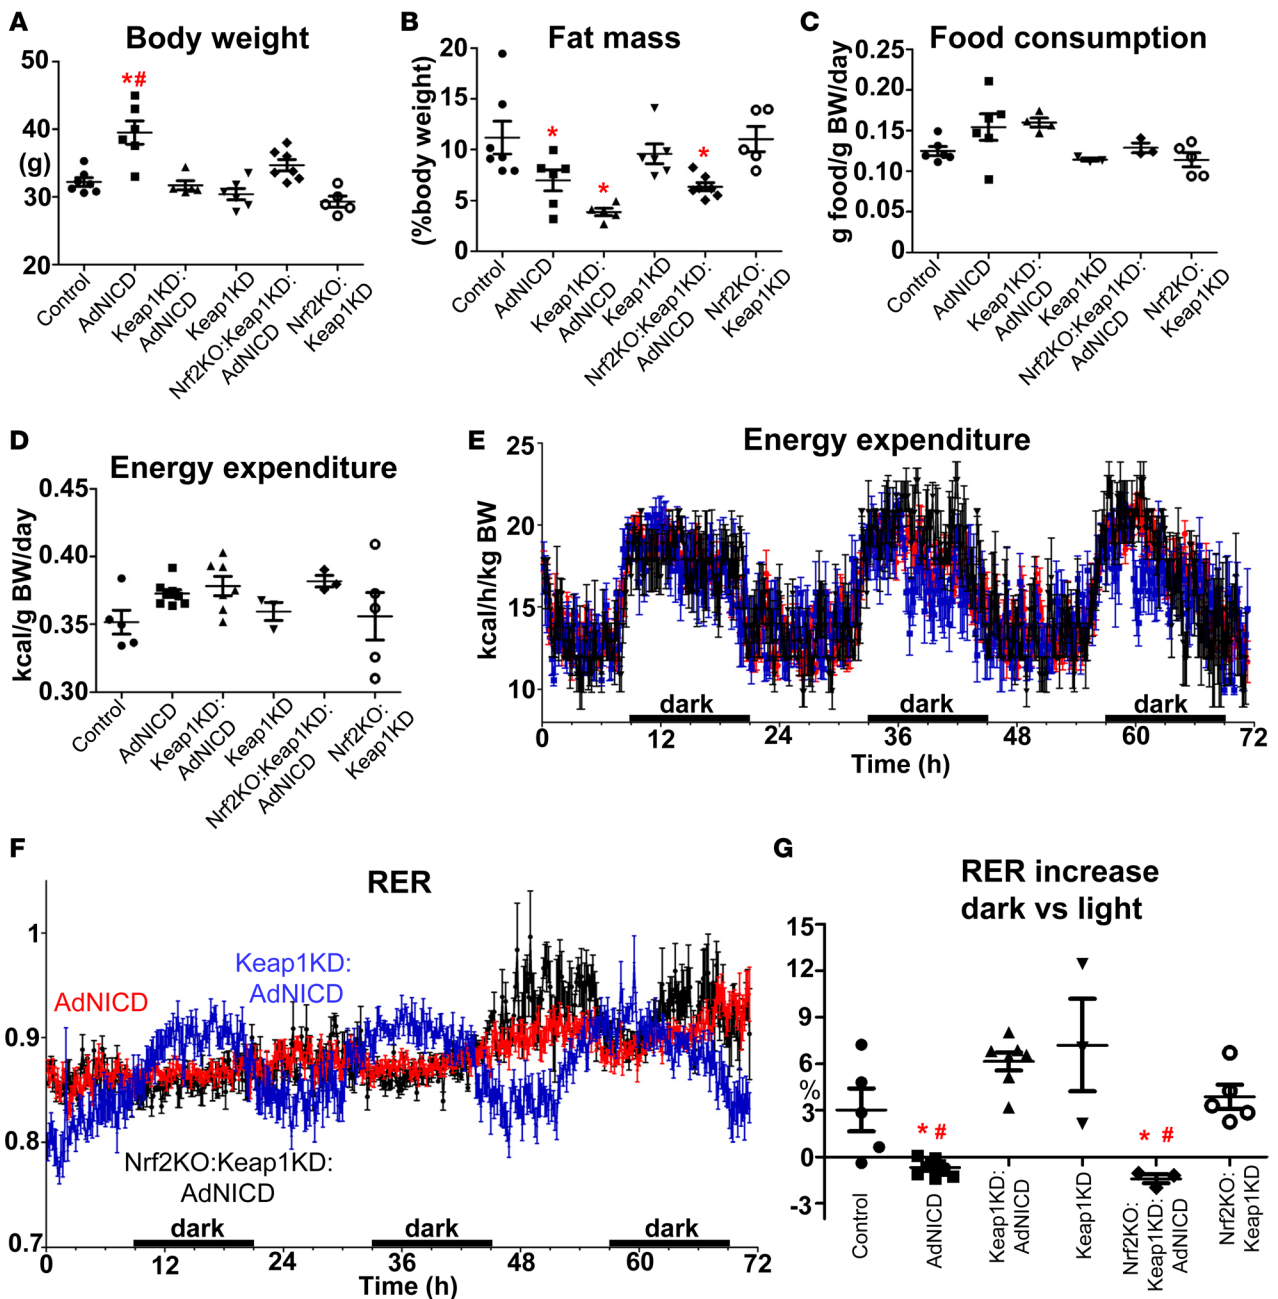 A
Body weight
50
40
(g)
30
20
*#
Control
AdNICD
Keap1KD:
AdNICD
Keap1KD
Nrf2KO:Keap1KD:
AdNICD
Nrf2KO:
Keap1KD
B
Fat mass
(%body weight)
20
15
10
5
0
*
*
*
Control
AdNICD
Keap1KD:
AdNICD
Keap1KD
Nrf2KO:Keap1KD:
AdNICD
Nrf2KO:
Keap1KD
C
Food consumption
g food/g BW/day
0.25
0.20
0.15
0.10
0.05
0
Control
AdNICD
Keap1KD:
AdNICD
Keap1KD
Nrf2KO:Keap1KD:
AdNICD
Nrf2KO:
Keap1KD
D
Energy expenditure
kcal/g BW/day
0.45
0.40
0.35
0.30
Control
AdNICD
Keap1KD:
AdNICD
Keap1KD
Nrf2KO:Keap1KD:
AdNICD
Nrf2KO:
Keap1KD
E
Energy expenditure
kcal/h/kg BW
25
20
15
10
dark
dark
dark
0 12 24 36 48 60 72
Time (h)
F
RER
1
0.9
0.8
0.7
AdNICD
Keap1KD:
AdNICD
Nrf2KO:Keap1KD:
AdNICD
dark
dark
dark
0 12 24 36 48 60 72
Time (h)
G
RER increase
dark vs light
15
12
9
6
%
3
0
-3
* #
* #
Control
AdNICD
Keap1KD:
AdNICD
Keap1KD
Nrf2KO:
Keap1KD:
AdNICD
Nrf2KO:
Keap1KD